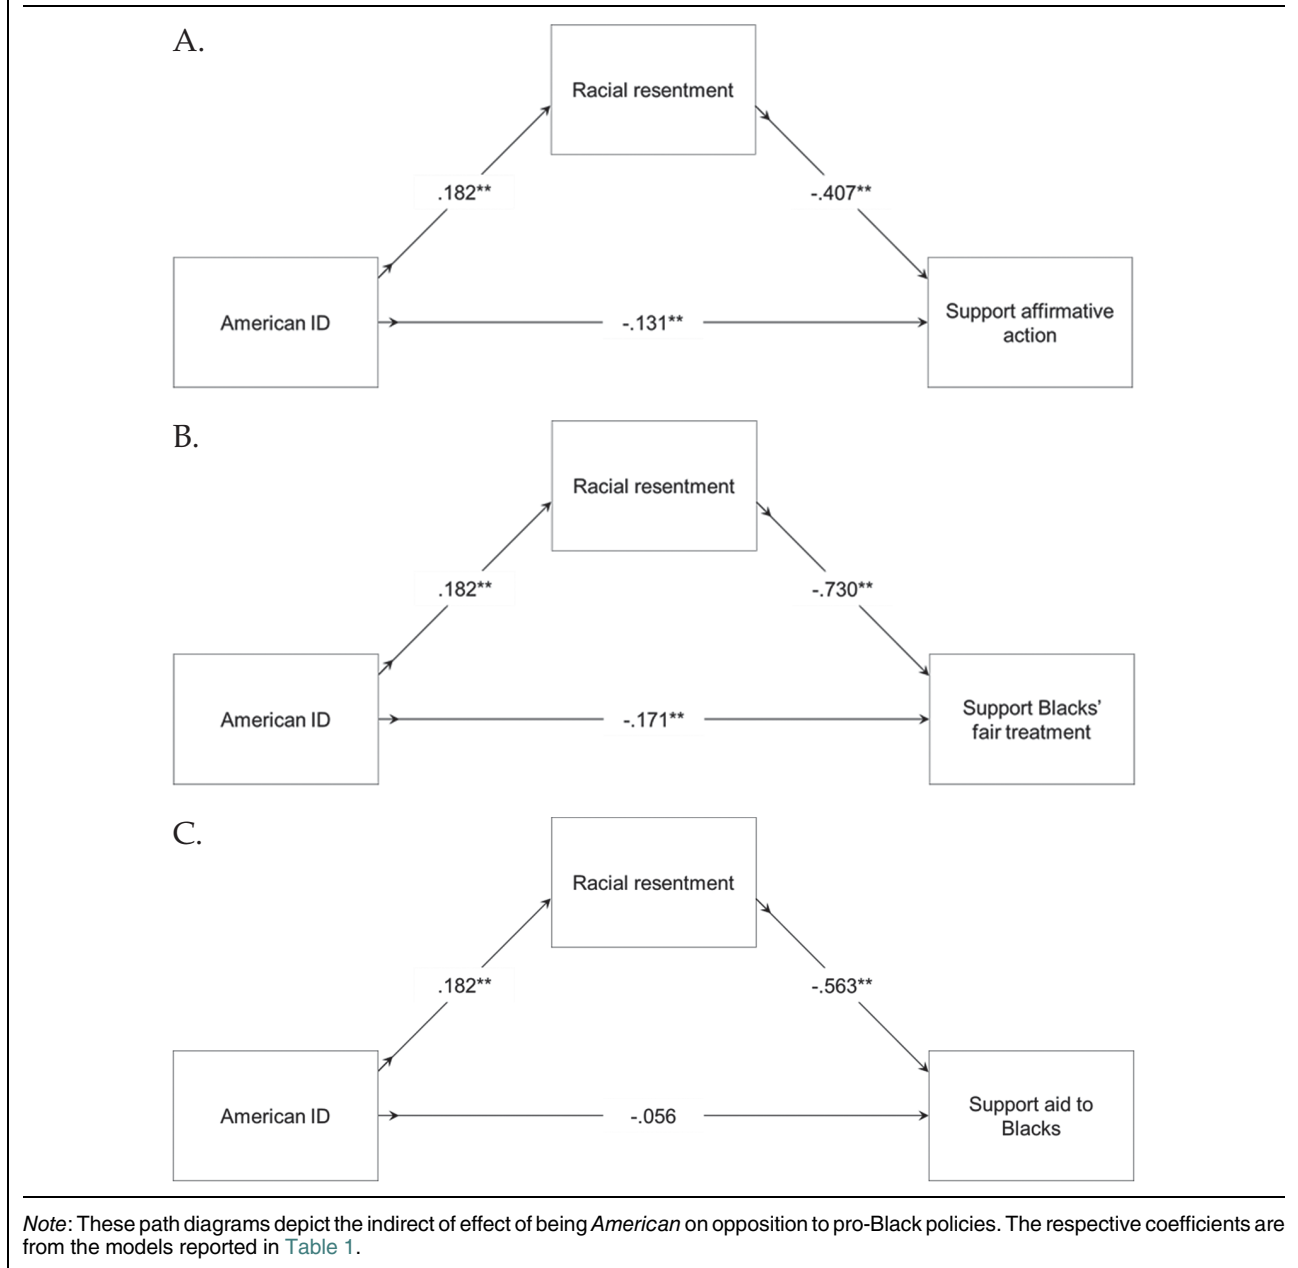 A.
Racial resentment
.182**
-.407**
American ID
-.131**
Support affirmative
action
B.
Racial resentment
.182**
-.730**
American ID
-.171**
Support Blacks’
fair treatment
C.
Racial resentment
.182**
-.563**
American ID
-.056
Support aid to
Blacks
Note: These path diagrams depict the indirect of effect of being American on opposition to pro-Black policies. The respective coefficients are
from the models reported in Table 1.